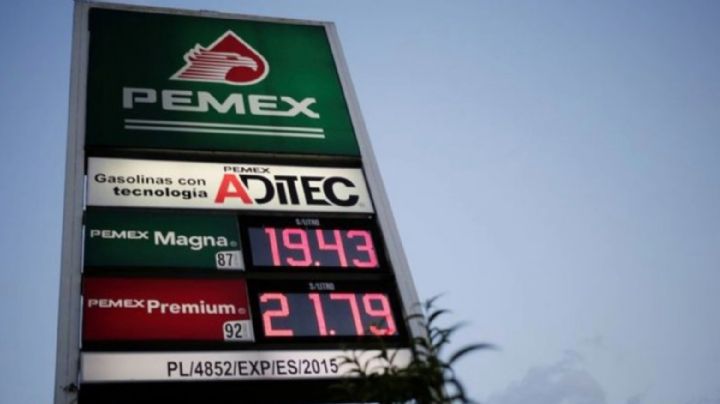 PEMEX
Gasolinas con
tecnología
PEMEX
ADITEC
PEMEX Magna
87
$/LITRO
19.43
PEMEX Premium
92
$/LITRO
21.79
PL/4852/EXP/ES/2015